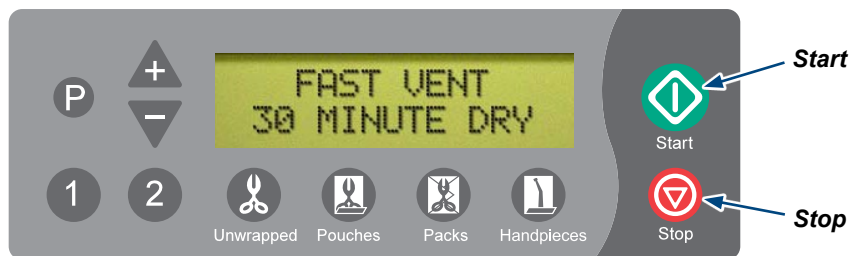 FAST VENT
30 MINUTE DRY
P
+
−
1
2
Unwrapped
Pouches
Packs
Handpieces
Start
Stop
Start
Stop